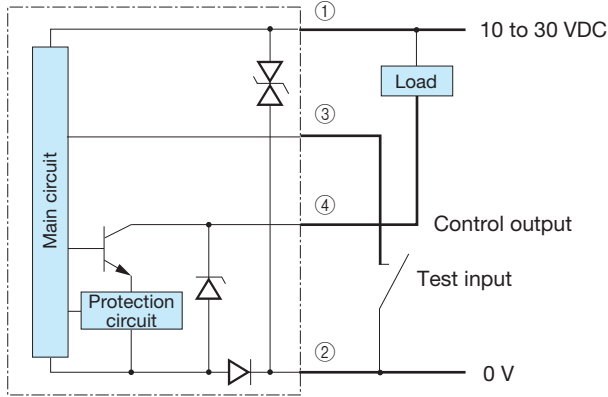 ①
10 to 30 VDC
Load
③
Main circuit
④
Control output
Test input
Protection
circuit
②
0 V